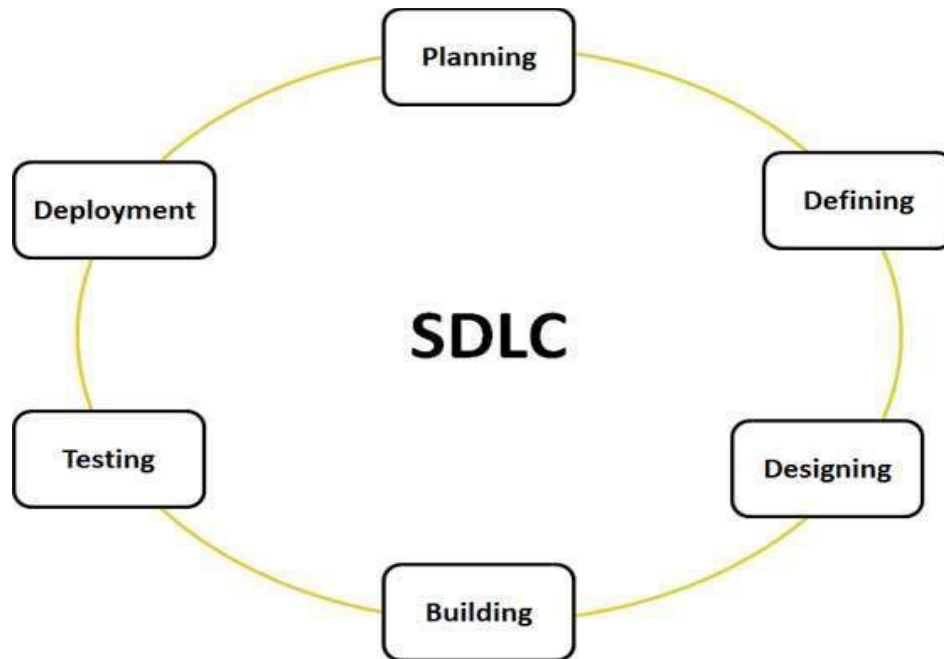 Planning
Defining
Designing
Building
Testing
Deployment
SDLC